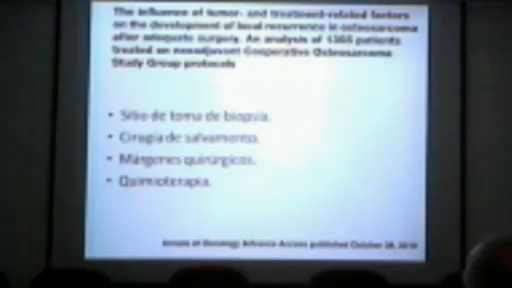 The influence of tumor- and treatment-related factors
on the development of local recurrence in osteosarcoma
after adequate surgery. An analysis of 1355 patients
treated on neoadjuvant Cooperative Osteosarcoma
Study Group protocols
• Sitio de toma de biopsia.
• Cirugía de salvamento.
• Márgenes quirúrgicos.
• Quimioterapia.
Annals of Oncology Advance Access published October